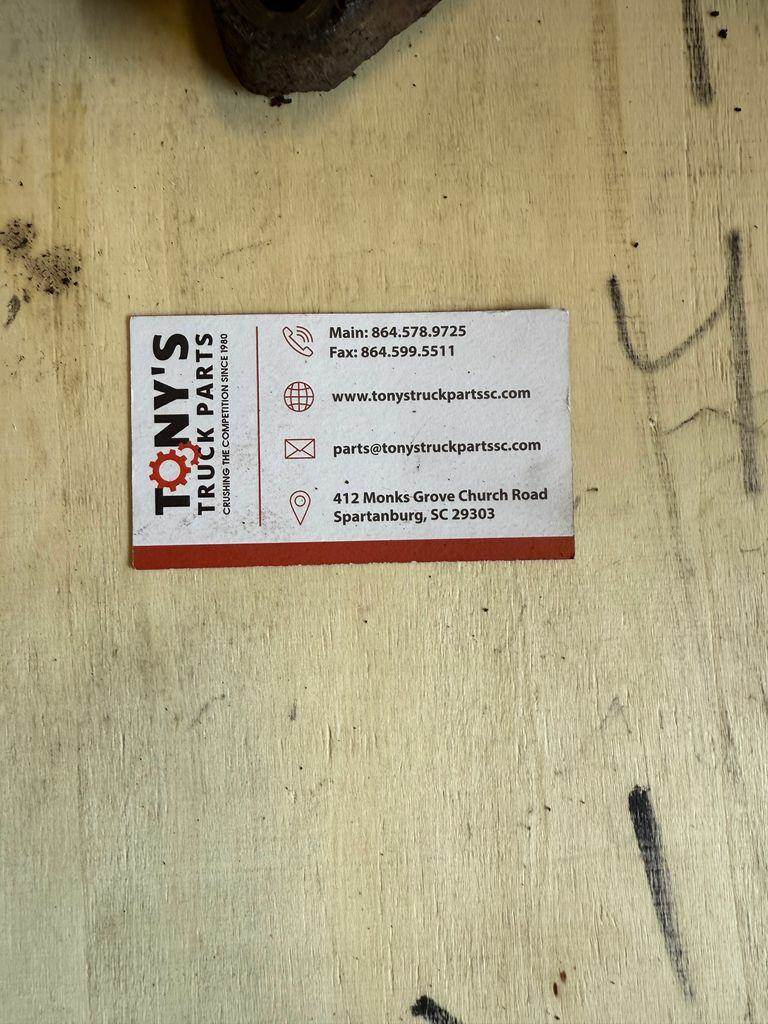 TONY'S
TRUCK PARTS
CRUSHING THE COMPETITION SINCE 1980
Main: 864.578.9725
Fax: 864.599.5511
www.tonystruckpartssc.com
parts@tonystruckpartssc.com
412 Monks Grove Church Road
Spartanburg, SC 29303
4